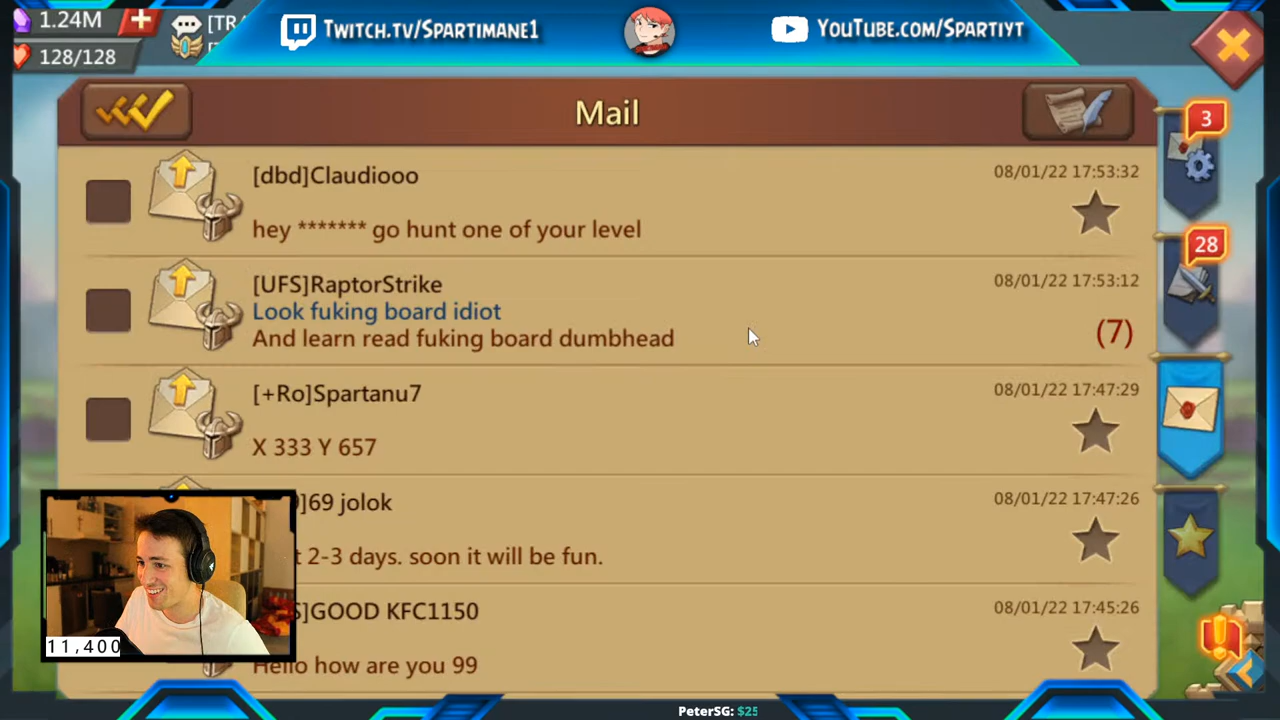 1.24M
[TR
128/128
TWITCH.TV/SPARTIMANE1
YOUTUBE.COM/SPARTIYT
Mail
3
28
[dbd]Claudiooo
08/01/22 17:53:32
hey ******* go hunt one of your level
[UFS]RaptorStrike
08/01/22 17:53:12
Look fuking board idiot
And learn read fuking board dumbhead
(7)
[+Ro]Spartanu7
08/01/22 17:47:29
X 333 Y 657
]69 jolok
08/01/22 17:47:26
t 2-3 days. soon it will be fun.
]GOOD KFC1150
08/01/22 17:45:26
Hello how are you 99
11,400
PeterSG: $25